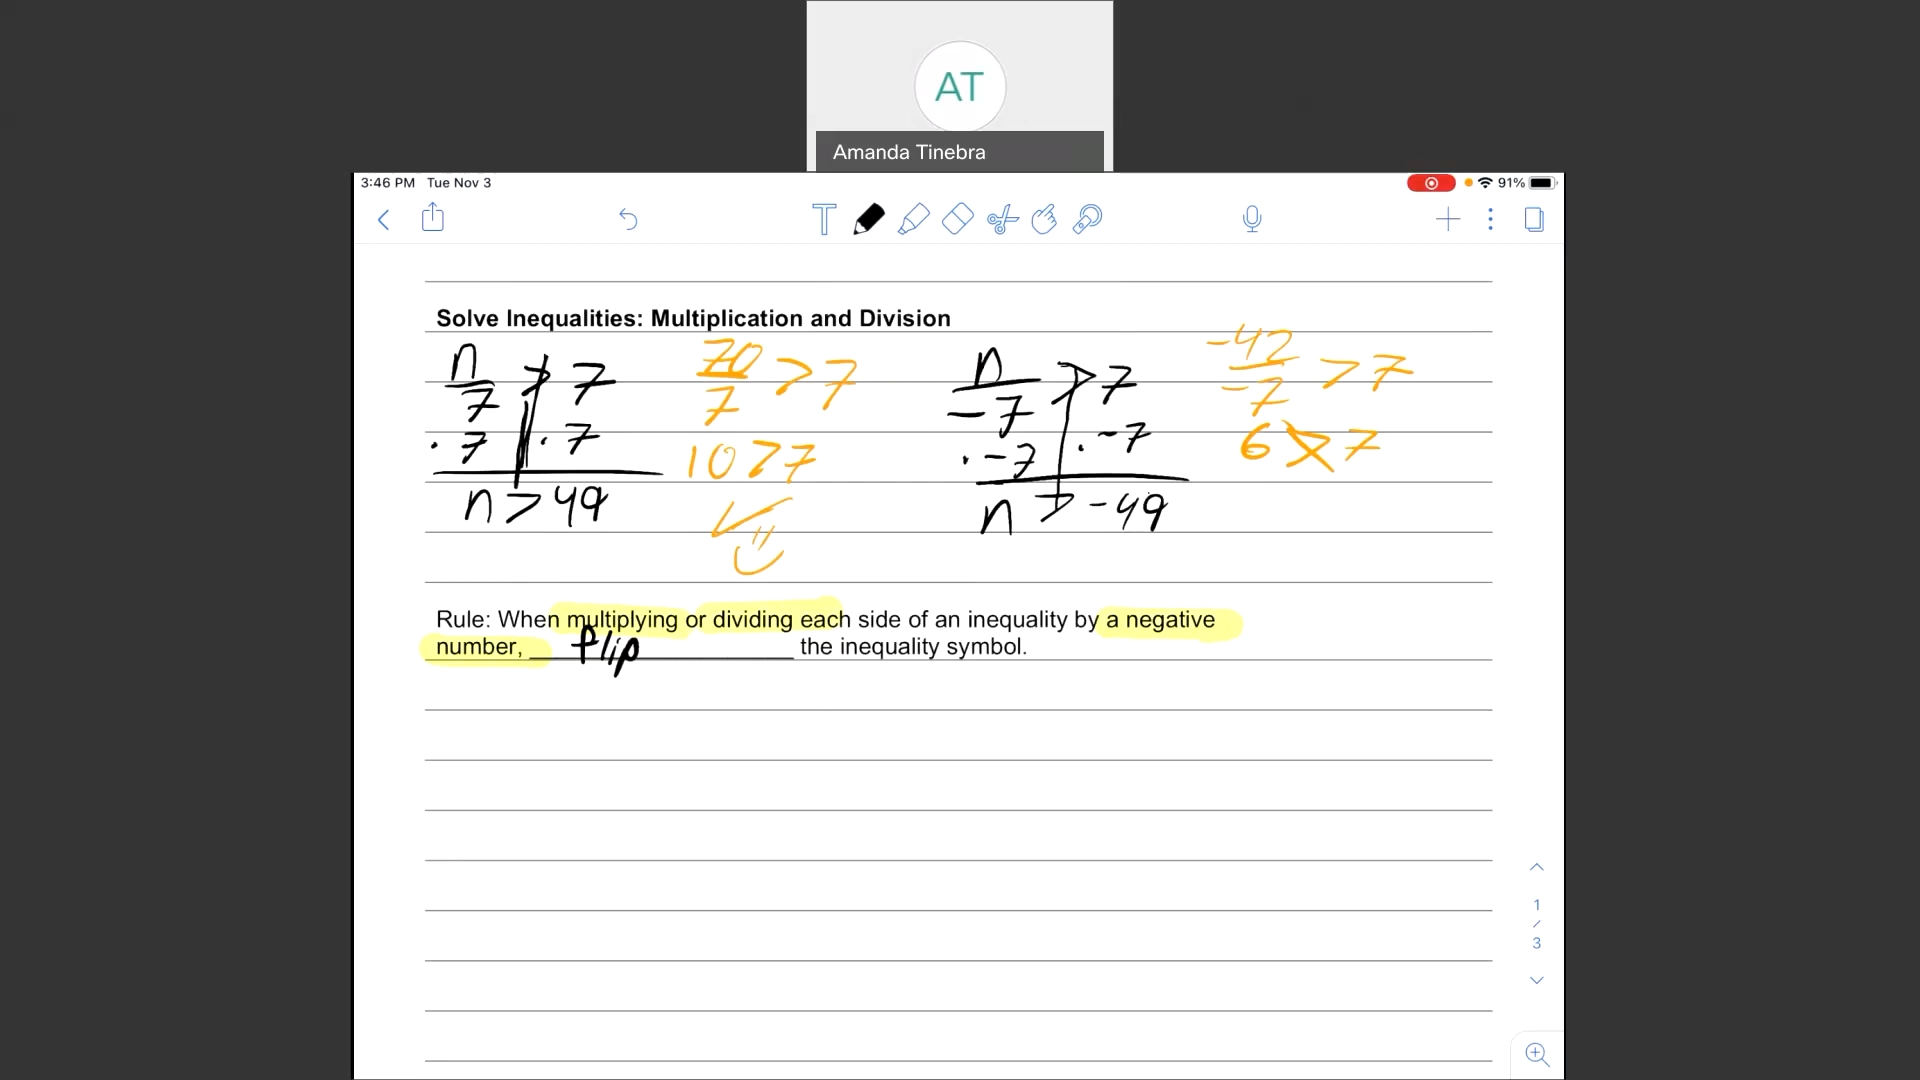 AT
Amanda Tinebra
3:46 PM Tue Nov 3
91%
T
Solve Inequalities: Multiplication and Division
n/7 > 7
· 7 · 7
n > 49
70/7 > 7
10 > 7
n/-7 > 7
· -7 · -7
n > -49
-42/-7 > 7
6 > 7
Rule: When multiplying or dividing each side of an inequality by a negative
number, flip the inequality symbol.
1
/
3